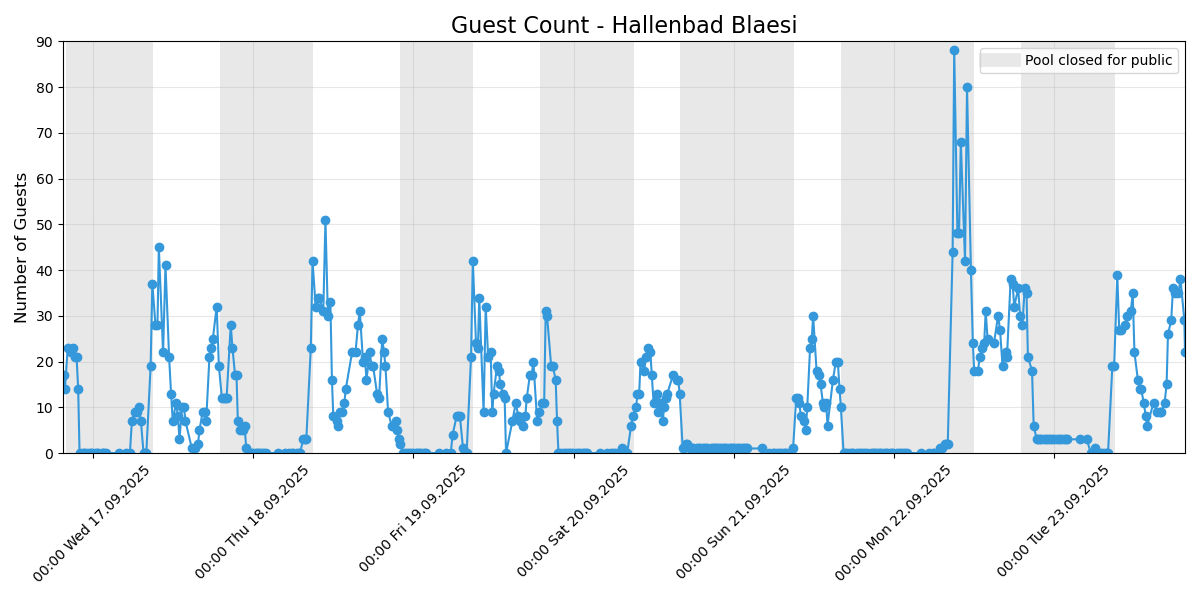 Guest Count - Hallenbad Blaesi
Number of Guests
90
80
70
60
50
40
30
20
10
0
Pool closed for public
00:00 Wed 17.09.2025
00:00 Thu 18.09.2025
00:00 Fri 19.09.2025
00:00 Sat 20.09.2025
00:00 Sun 21.09.2025
00:00 Mon 22.09.2025
00:00 Tue 23.09.2025